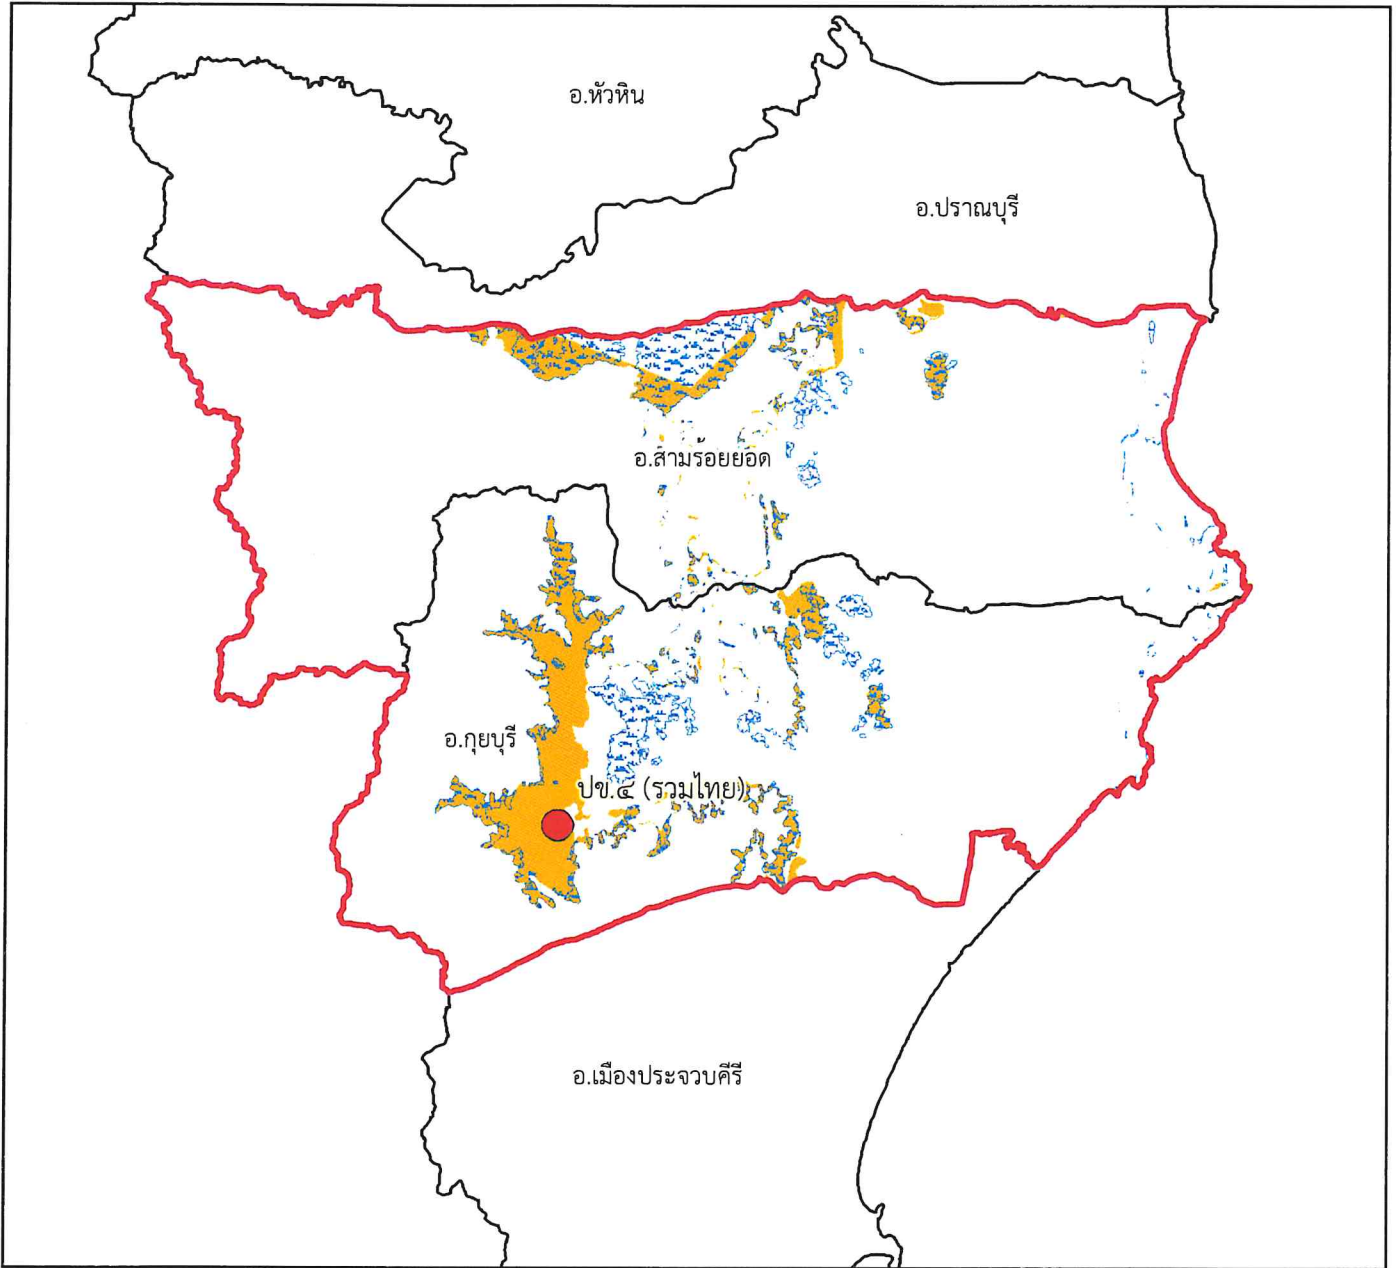 อ.หัวหิน
อ.ปราณบุรี
อ.สามร้อยยอด
อ.กุยบุรี
ปข.๔ (รวมไทย)
อ.เมืองประจวบคีรี